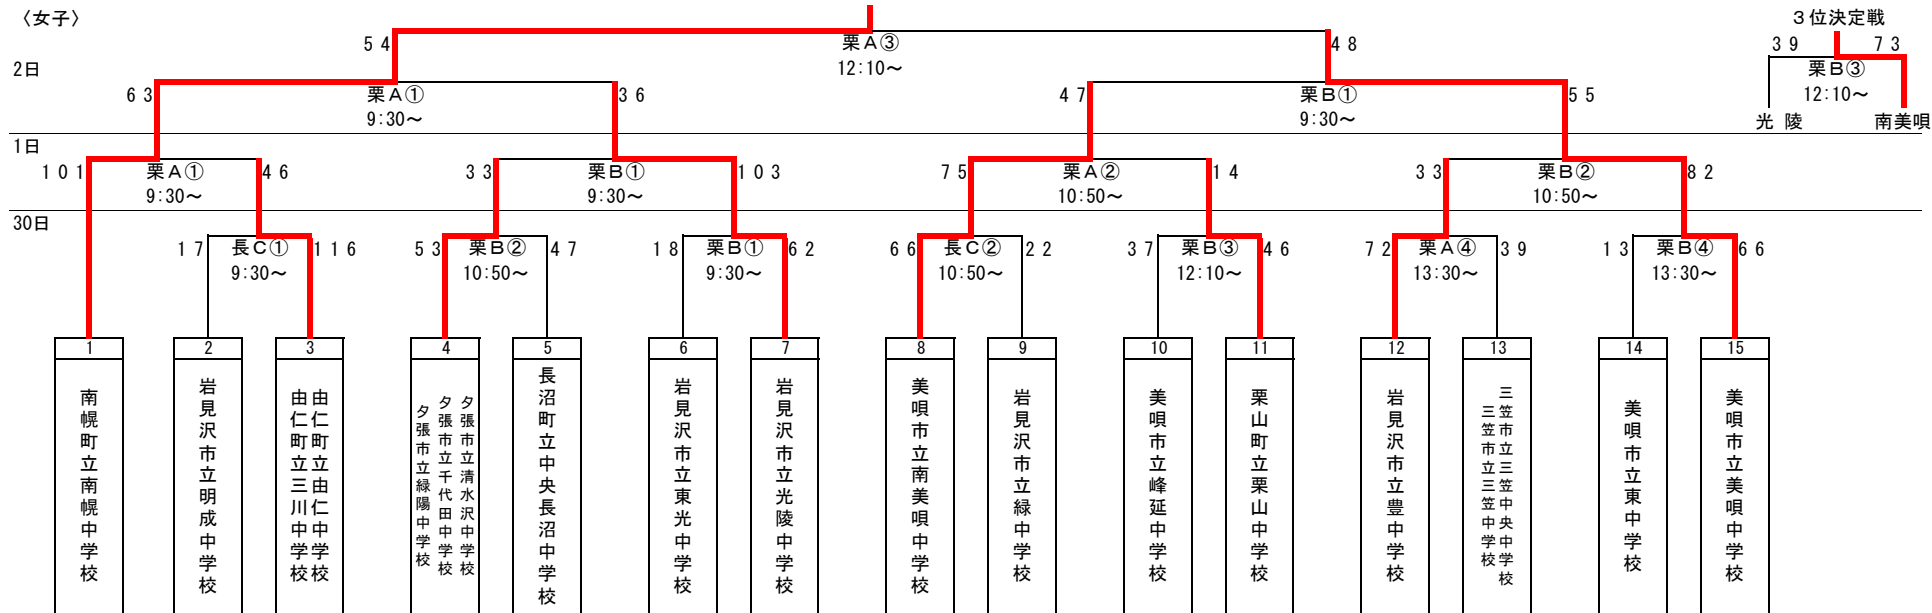 〈女子〉
３位決定戦
54
栗Ａ③
48
39
73
12:10～
栗Ｂ③
12:10～
光 陵
南美唄
2日
63
栗Ａ①
36
47
栗Ｂ①
55
9:30～
9:30～
1日
101
栗Ａ①
46
33
栗Ｂ①
103
75
栗Ａ②
14
33
栗Ｂ②
82
9:30～
9:30～
10:50～
10:50～
30日
17
長Ｃ①
116
53
栗Ｂ②
47
18
栗Ｂ①
62
66
長Ｃ②
22
37
栗Ｂ③
46
72
栗Ａ④
39
13
栗Ｂ④
66
9:30～
10:50～
9:30～
10:50～
12:10～
13:30～
13:30～
1
南幌町立南幌中学校
2
岩見沢市立明成中学校
3
由仁町立由仁中学校
由仁町立三川中学校
4
夕張市立清水沢中学校
夕張市立千代田中学校
夕張市立緑陽中学校
5
長沼町立中央長沼中学校
6
岩見沢市立東光中学校
7
岩見沢市立光陵中学校
8
美唄市立南美唄中学校
9
岩見沢市立緑中学校
10
美唄市立峰延中学校
11
栗山町立栗山中学校
12
岩見沢市立豊中学校
13
三笠市立三笠中央中学校
三笠市立三笠中学校
14
美唄市立東中学校
15
美唄市立美唄中学校